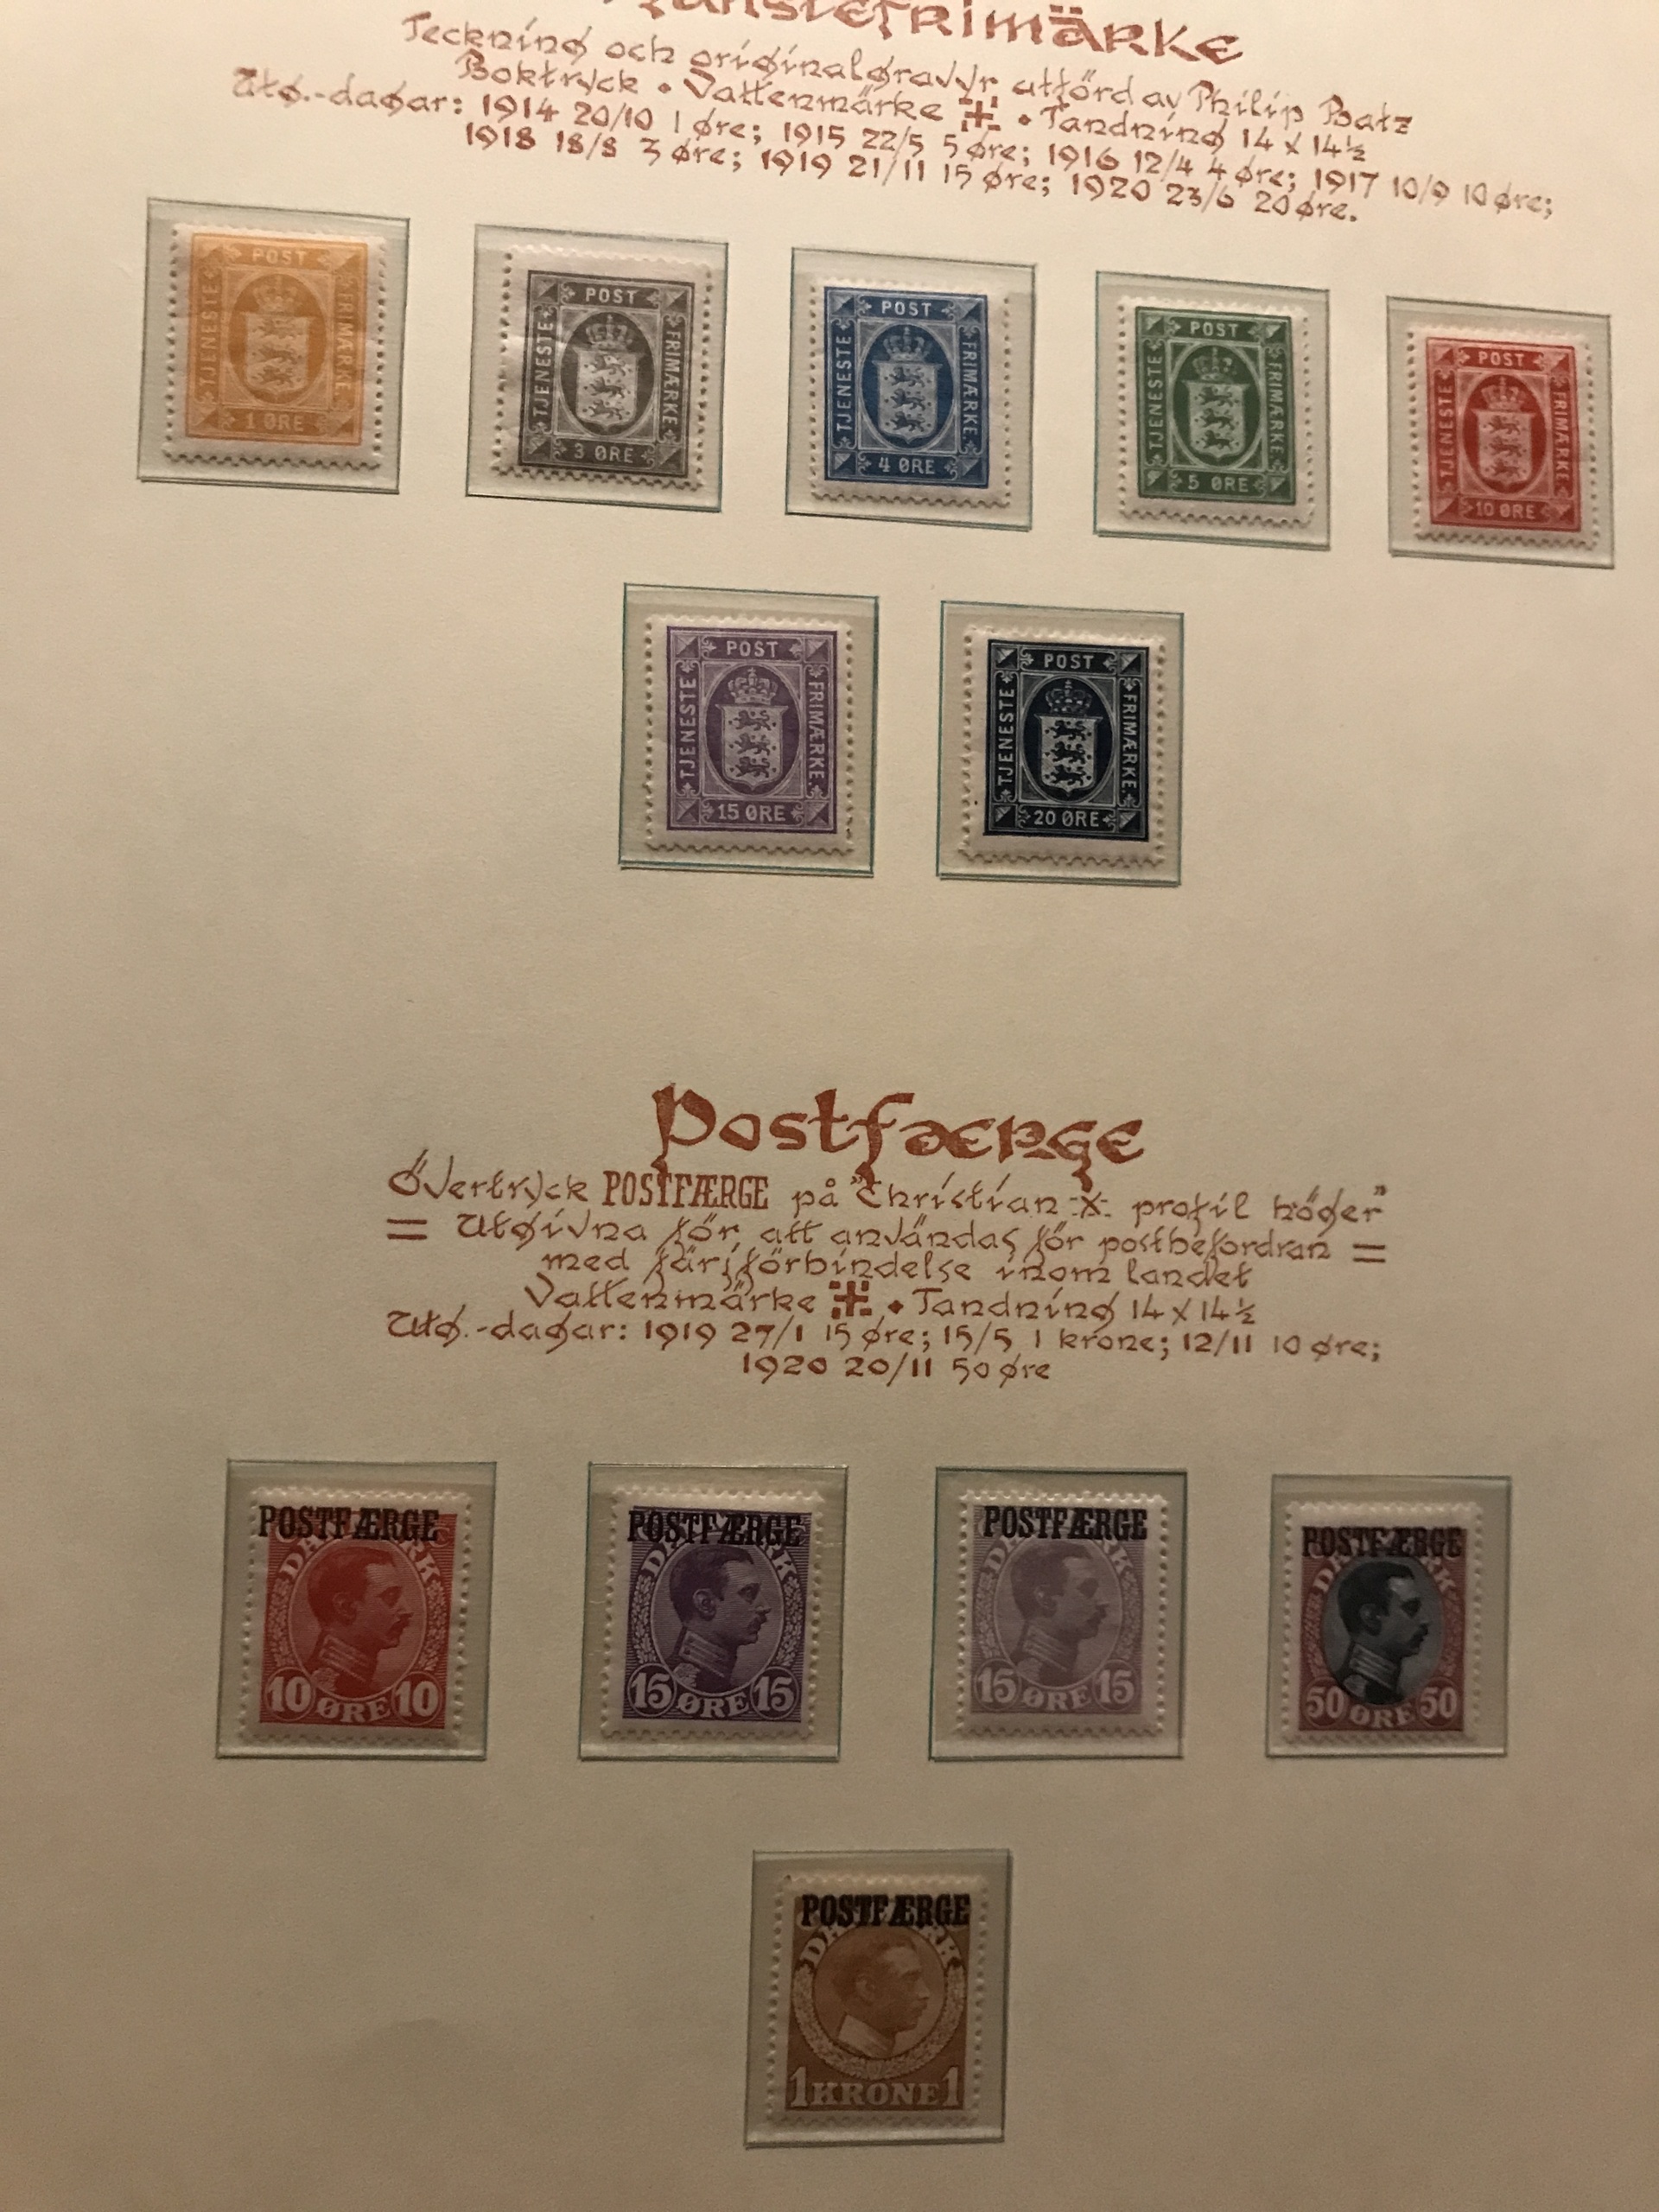 Tjänstefrimärke
Teckning och originalgravyr utförd av Philip Batz
Boktryck • Vattenmärke • Tandning 14 x 14½
Utg.-dagar: 1914 20/10 1 øre; 1915 22/5 5 øre; 1916 12/4 4 øre; 1917 10/9 10 øre;
1918 18/8 3 øre; 1919 21/11 15 øre; 1920 23/6 20 øre.
POST
TJENESTE
FRIMÆRKE
1 ØRE
POST
TJENESTE
FRIMÆRKE
3 ØRE
POST
TJENESTE
FRIMÆRKE
4 ØRE
POST
TJENESTE
FRIMÆRKE
5 ØRE
POST
TJENESTE
FRIMÆRKE
10 ØRE
POST
TJENESTE
FRIMÆRKE
15 ØRE
POST
TJENESTE
FRIMÆRKE
20 ØRE
Postfærge
Övertryck POSTFÆRGE på "Christian X profil höger"
= Utgivna för att användas för postbefordran =
med färjförbindelse inom landet
Vattenmärke • Tandning 14 x 14½
Utg.-dagar: 1919 27/1 15 øre; 15/5 1 krone; 12/11 10 øre;
1920 20/11 50 øre
POSTFÆRGE
DANMARK
10 ØRE 10
POSTFÆRGE
DANMARK
15 ØRE 15
POSTFÆRGE
DANMARK
15 ØRE 15
POSTFÆRGE
DANMARK
50 ØRE 50
POSTFÆRGE
DANMARK
1 KRONE 1